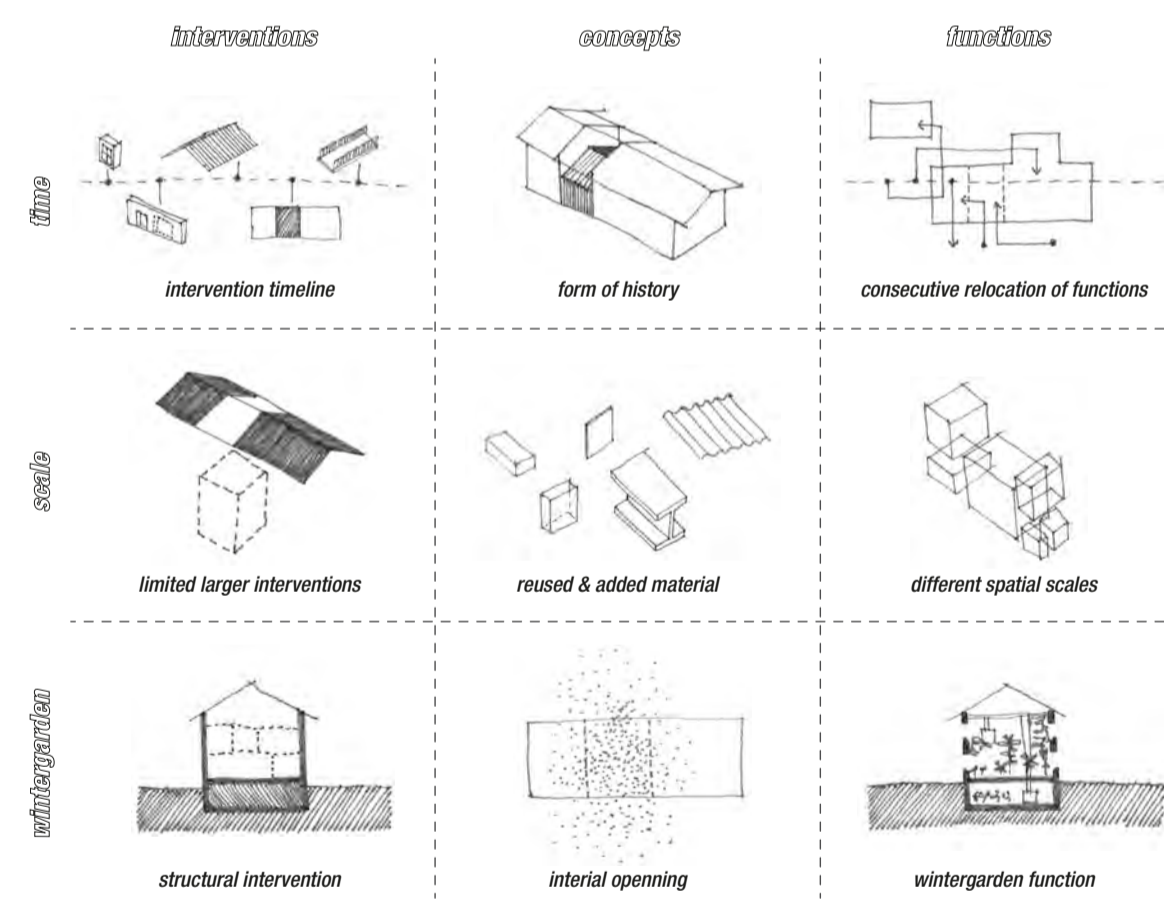 interventions
concepts
functions
time
intervention timeline
form of history
consecutive relocation of functions
scale
limited larger interventions
reused & added material
different spatial scales
wintergarden
structural intervention
interial openning
wintergarden function